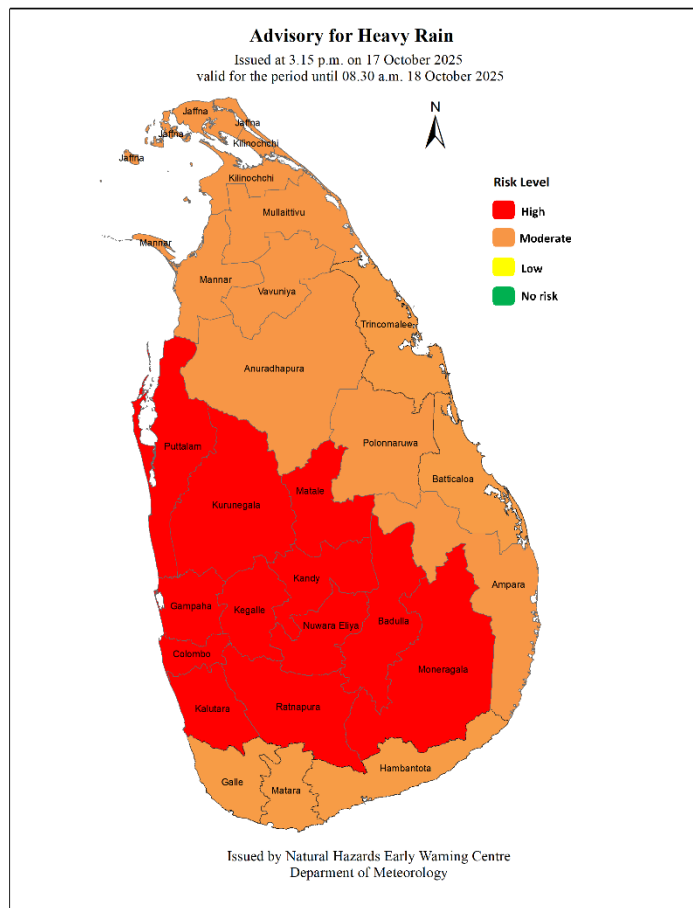 Advisory for Heavy Rain
Issued at 3.15 p.m. on 17 October 2025
valid for the period until 08.30 a.m. 18 October 2025
N
Jaffna
Jaffna
Jaffna
Kilinochchi
Jaffna
Kilinochchi
Risk Level
High
Mullaittivu
Moderate
Mannar
Low
Mannar
Vavuniya
No risk
Trincomalee
Anuradhapura
Polonnaruwa
Puttalam
Batticaloa
Matale
Kurunegala
Kandy
Ampara
Gampaha
Kegalle
Nuwara Eliya
Badulla
Colombo
Moneragala
Kalutara
Ratnapura
Hambantota
Galle
Matara
Issued by Natural Hazards Early Warning Centre
Deparment of Meteorology